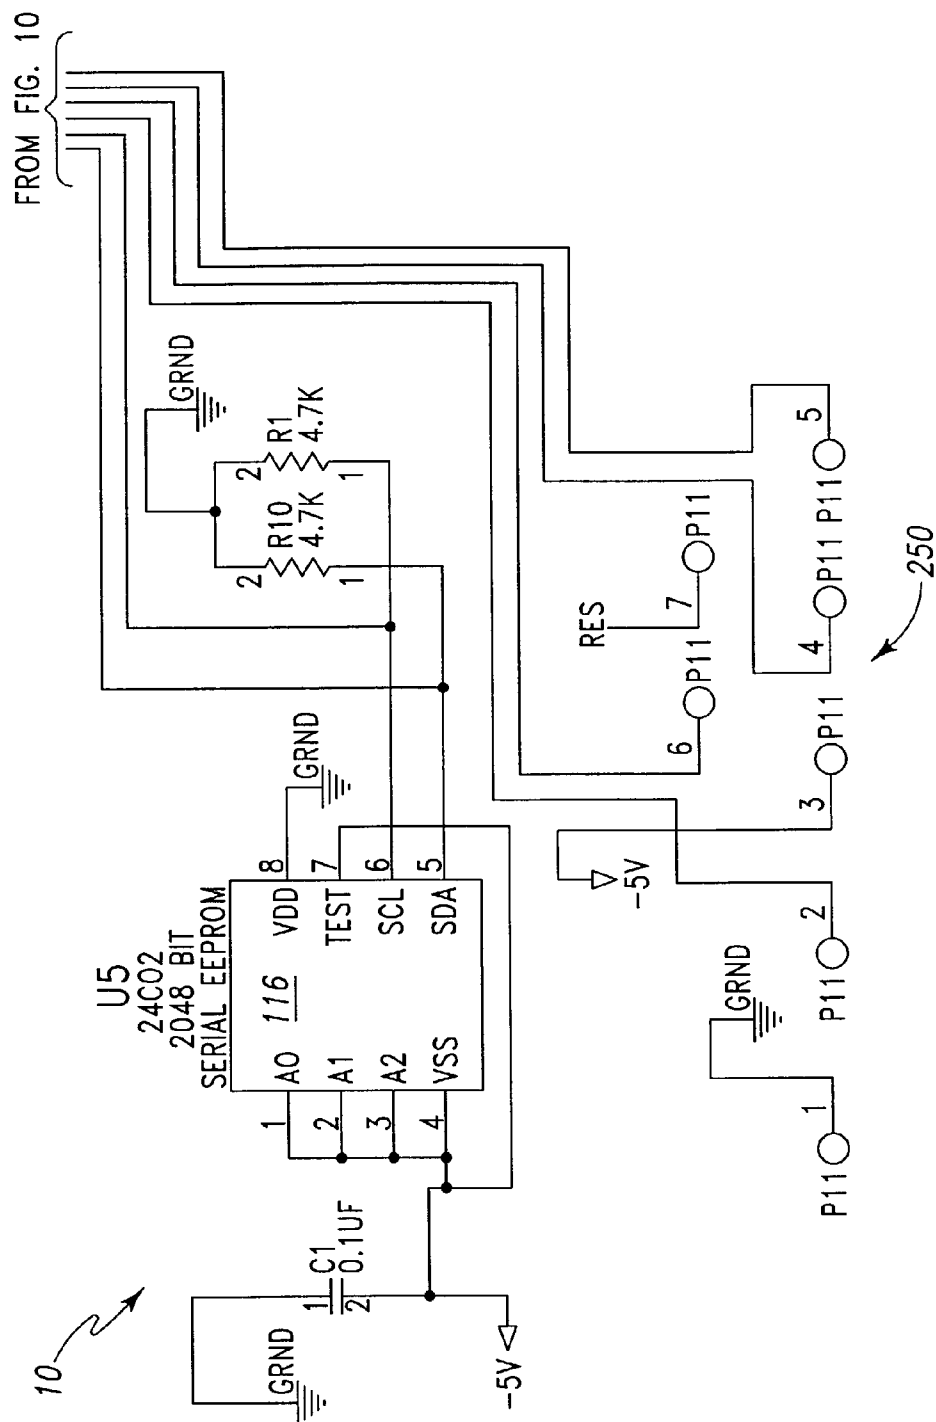 FROM FIG. 10
10
U5
24C02
2048 BIT
SERIAL EEPROM
116
1 A0
2 A1
3 A2
4 VSS
VDD 8
TEST 7
SCL 6
SDA 5
GRND
GRND
1
2
C1
0.1UF
-5V
GRND
2
R10
4.7K
1
2
R1
4.7K
1
GRND
RES
7
P11
6
P11
5
P11
4
P11
3
P11
-5V
2
P11
GRND
1
P11
250